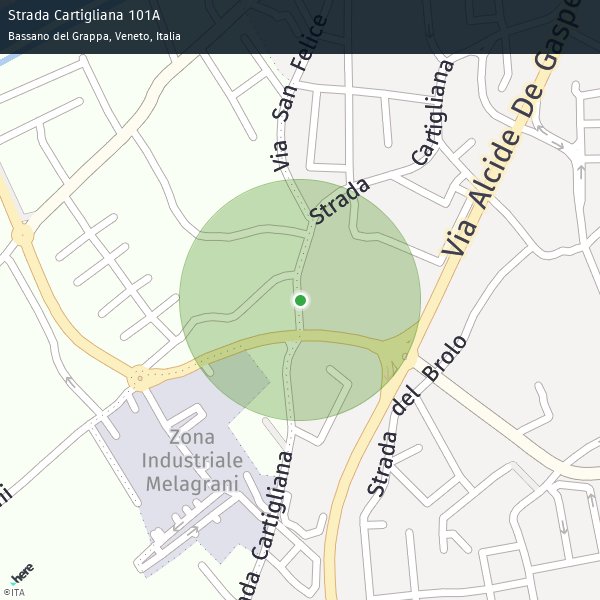 Strada Cartigliana 101A
Bassano del Grappa, Veneto, Italia
Via San Felice
Cartigliana
Strada
Via Alcide De Gaspe
Strada del Brolo
Zona
Industriale
Melagrani
ada Cartigliana
ni
here
©ITA